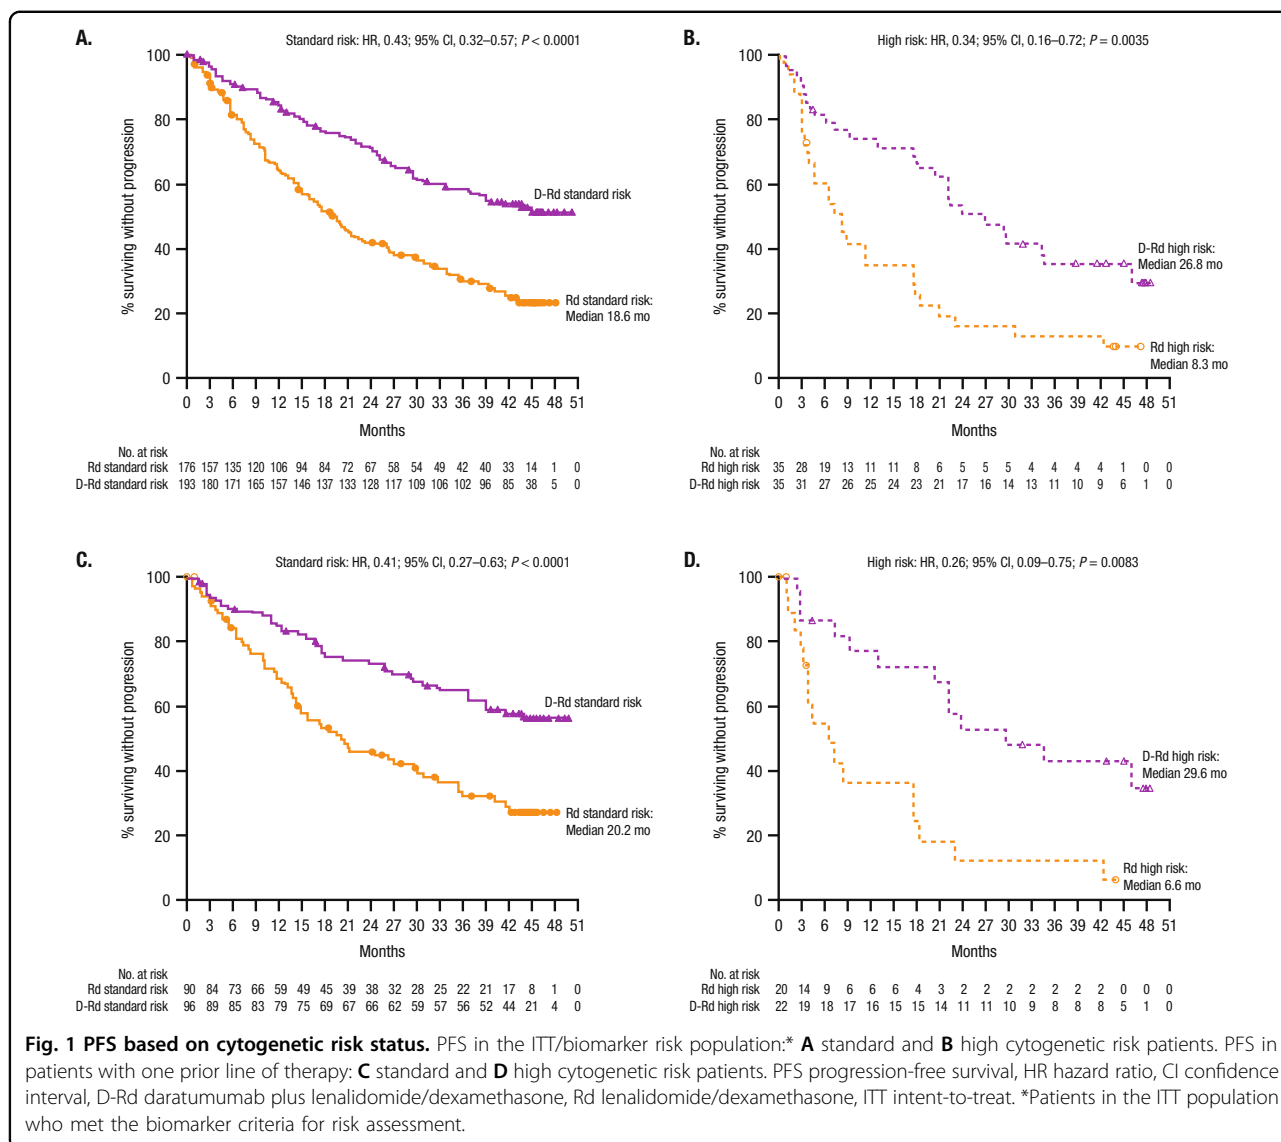 A.
Standard risk: HR, 0.43; 95% CI, 0.32–0.57; P < 0.0001
% surviving without progression
100
80
60
40
20
0
D-Rd standard risk
Rd standard risk:
Median 18.6 mo
0 3 6 9 12 15 18 21 24 27 30 33 36 39 42 45 48 51
Months
No. at risk
Rd standard risk 176 157 135 120 106 94 84 72 67 58 54 49 42 40 33 14 1 0
D-Rd standard risk 193 180 171 165 157 146 137 133 128 117 109 106 102 96 85 38 5 0
B.
High risk: HR, 0.34; 95% CI, 0.16–0.72; P = 0.0035
% surviving without progression
100
80
60
40
20
0
D-Rd high risk:
Median 26.8 mo
Rd high risk:
Median 8.3 mo
0 3 6 9 12 15 18 21 24 27 30 33 36 39 42 45 48 51
Months
No. at risk
Rd high risk 35 28 19 13 11 11 8 6 5 5 5 4 4 4 4 1 0 0
D-Rd high risk 35 31 27 26 25 24 23 21 17 16 14 13 11 10 9 6 1 0
C.
Standard risk: HR, 0.41; 95% CI, 0.27–0.63; P < 0.0001
% surviving without progression
100
80
60
40
20
0
D-Rd standard risk
Rd standard risk:
Median 20.2 mo
0 3 6 9 12 15 18 21 24 27 30 33 36 39 42 45 48 51
Months
No. at risk
Rd standard risk 90 84 73 66 59 49 45 39 38 32 28 25 22 21 17 8 1 0
D-Rd standard risk 96 89 85 83 79 75 69 67 66 62 59 57 56 52 44 21 4 0
D.
High risk: HR, 0.26; 95% CI, 0.09–0.75; P = 0.0083
% surviving without progression
100
80
60
40
20
0
D-Rd high risk:
Median 29.6 mo
Rd high risk:
Median 6.6 mo
0 3 6 9 12 15 18 21 24 27 30 33 36 39 42 45 48 51
Months
No. at risk
Rd high risk 20 14 9 6 6 6 4 3 2 2 2 2 2 2 2 0 0 0
D-Rd high risk 22 19 18 17 16 15 15 14 11 11 10 9 8 8 8 5 1 0
Fig. 1 PFS based on cytogenetic risk status. PFS in the ITT/biomarker risk population:* A standard and B high cytogenetic risk patients. PFS in
patients with one prior line of therapy: C standard and D high cytogenetic risk patients. PFS progression-free survival, HR hazard ratio, CI confidence
interval, D-Rd daratumumab plus lenalidomide/dexamethasone, Rd lenalidomide/dexamethasone, ITT intent-to-treat. *Patients in the ITT population
who met the biomarker criteria for risk assessment.